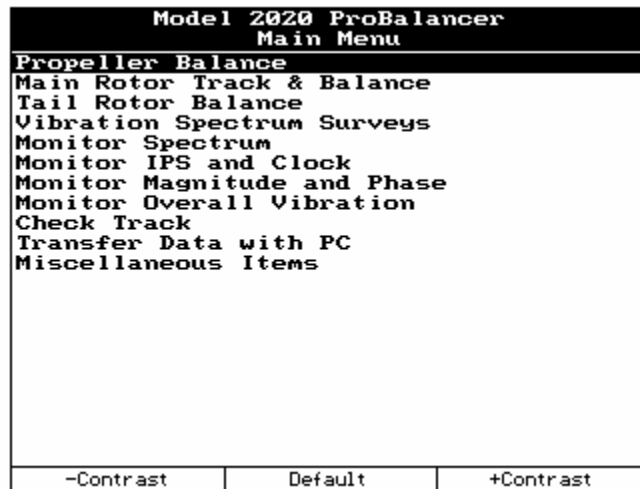 Model 2020 ProBalancer
Main Menu
Propeller Balance
Main Rotor Track & Balance
Tail Rotor Balance
Vibration Spectrum Surveys
Monitor Spectrum
Monitor IPS and Clock
Monitor Magnitude and Phase
Monitor Overall Vibration
Check Track
Transfer Data with PC
Miscellaneous Items
-Contrast Default +Contrast